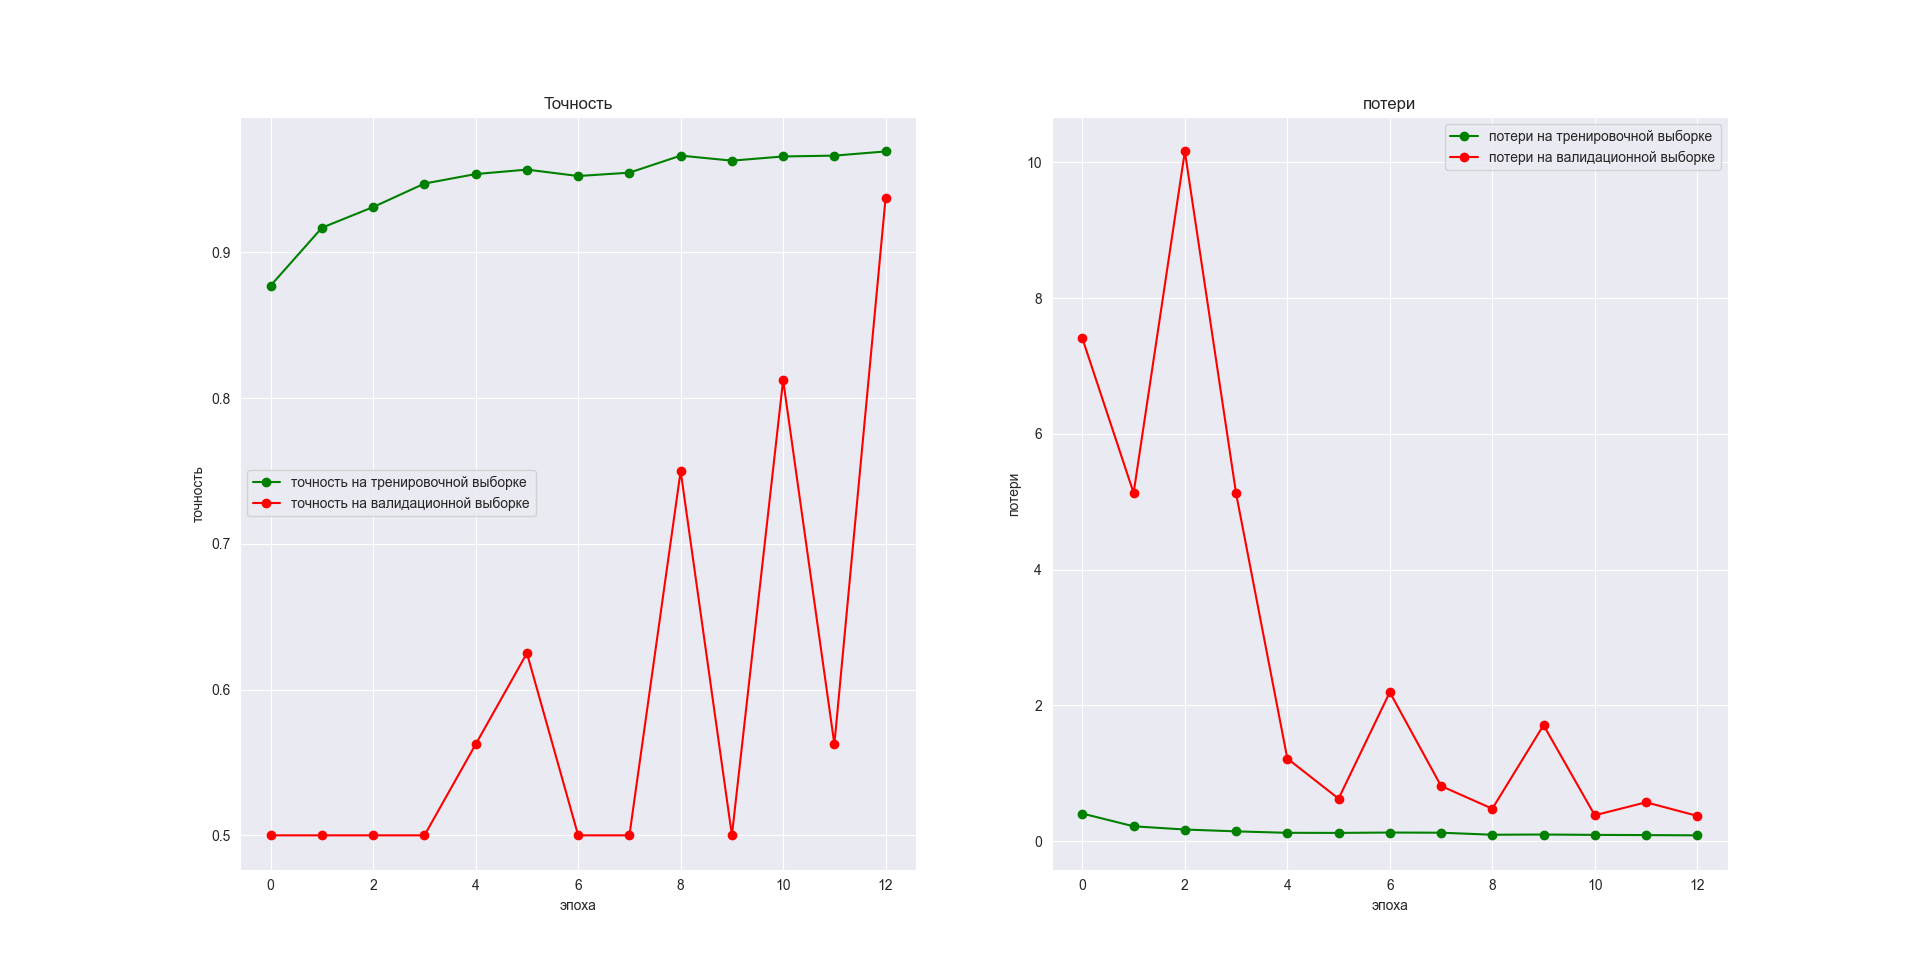 Точность
0.9
0.8
0.7
0.6
0.5
точность
точность на тренировочной выборке
точность на валидационной выборке
0 2 4 6 8 10 12
эпоха
потери
потери на тренировочной выборке
потери на валидационной выборке
10
8
6
4
2
0
потери
0 2 4 6 8 10 12
эпоха